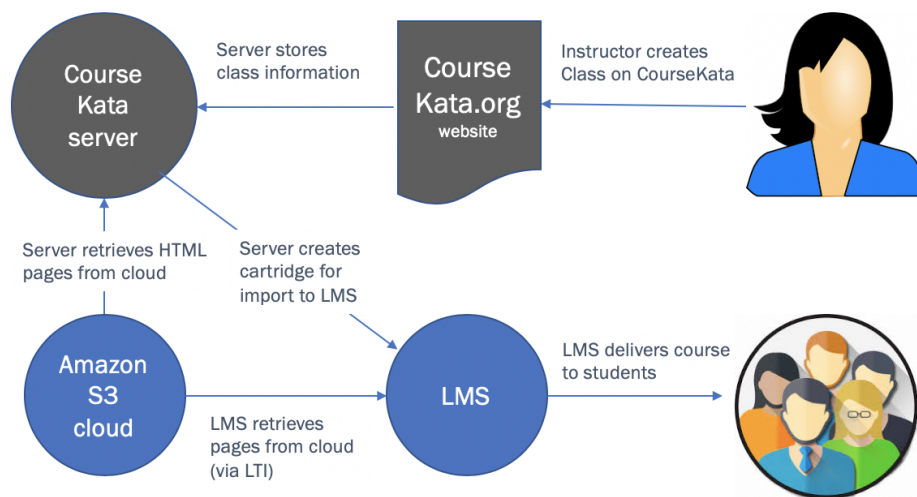 Course
Kata
server
Server stores
class information
Course
Kata.org
website
Instructor creates
Class on CourseKata
Server retrieves HTML
pages from cloud
Server creates
cartridge for
import to LMS
Amazon
S3
cloud
LMS retrieves
pages from cloud
(via LTI)
LMS
LMS delivers course
to students